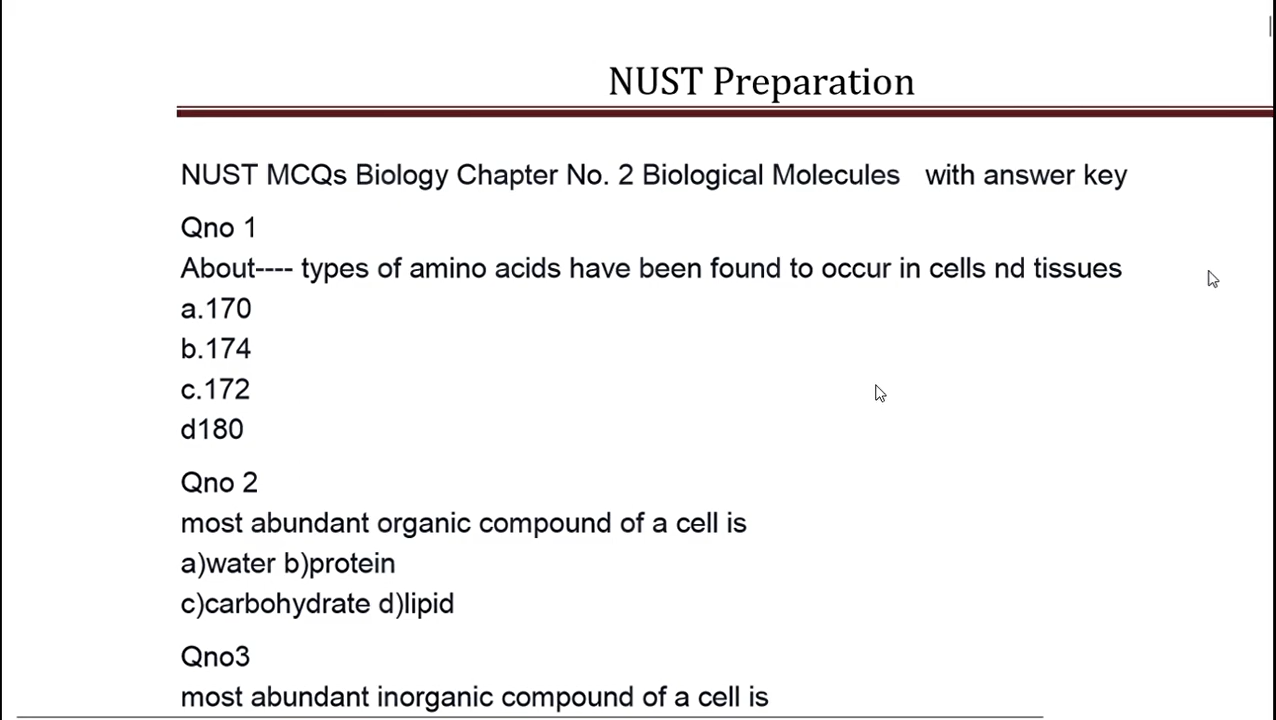 NUST Preparation
NUST MCQs Biology Chapter No. 2 Biological Molecules with answer key
Qno 1
About---- types of amino acids have been found to occur in cells nd tissues
a.170
b.174
c.172
d180
Qno 2
most abundant organic compound of a cell is
a)water b)protein
c)carbohydrate d)lipid
Qno3
most abundant inorganic compound of a cell is